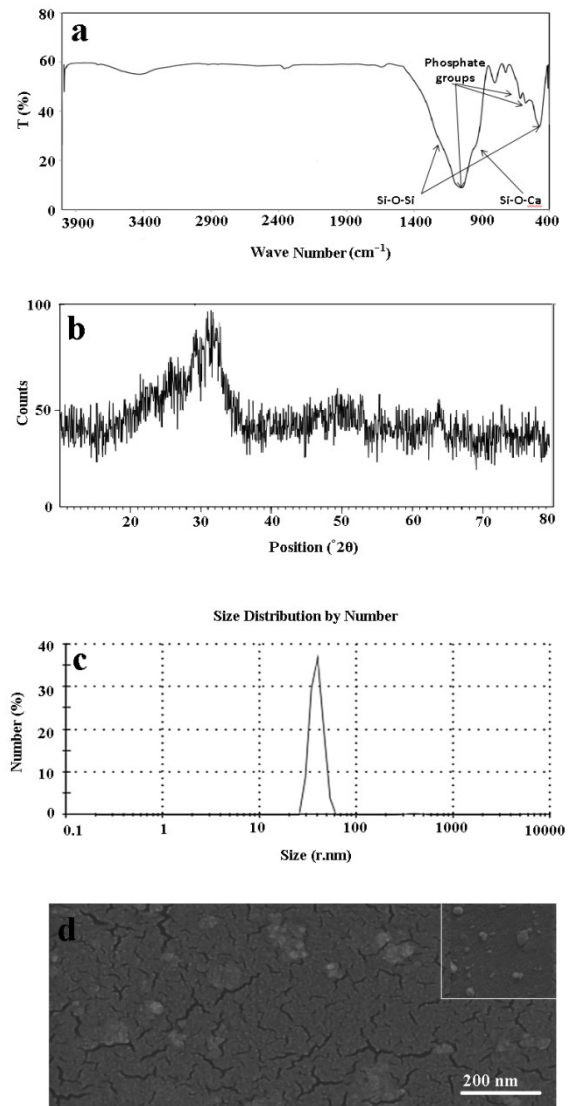 a
80
60
40
20
0
T (%)
Phosphate
groups
Si-O-Si
Si-O-Ca
3900 3400 2900 2400 1900 1400 900 400
Wave Number (cm⁻¹)
b
100
50
0
Counts
20 30 40 50 60 70 80
Position (°2θ)
Size Distribution by Number
c
40
30
20
10
0
Number (%)
0.1 1 10 100 1000 10000
Size (r.nm)
d
200 nm